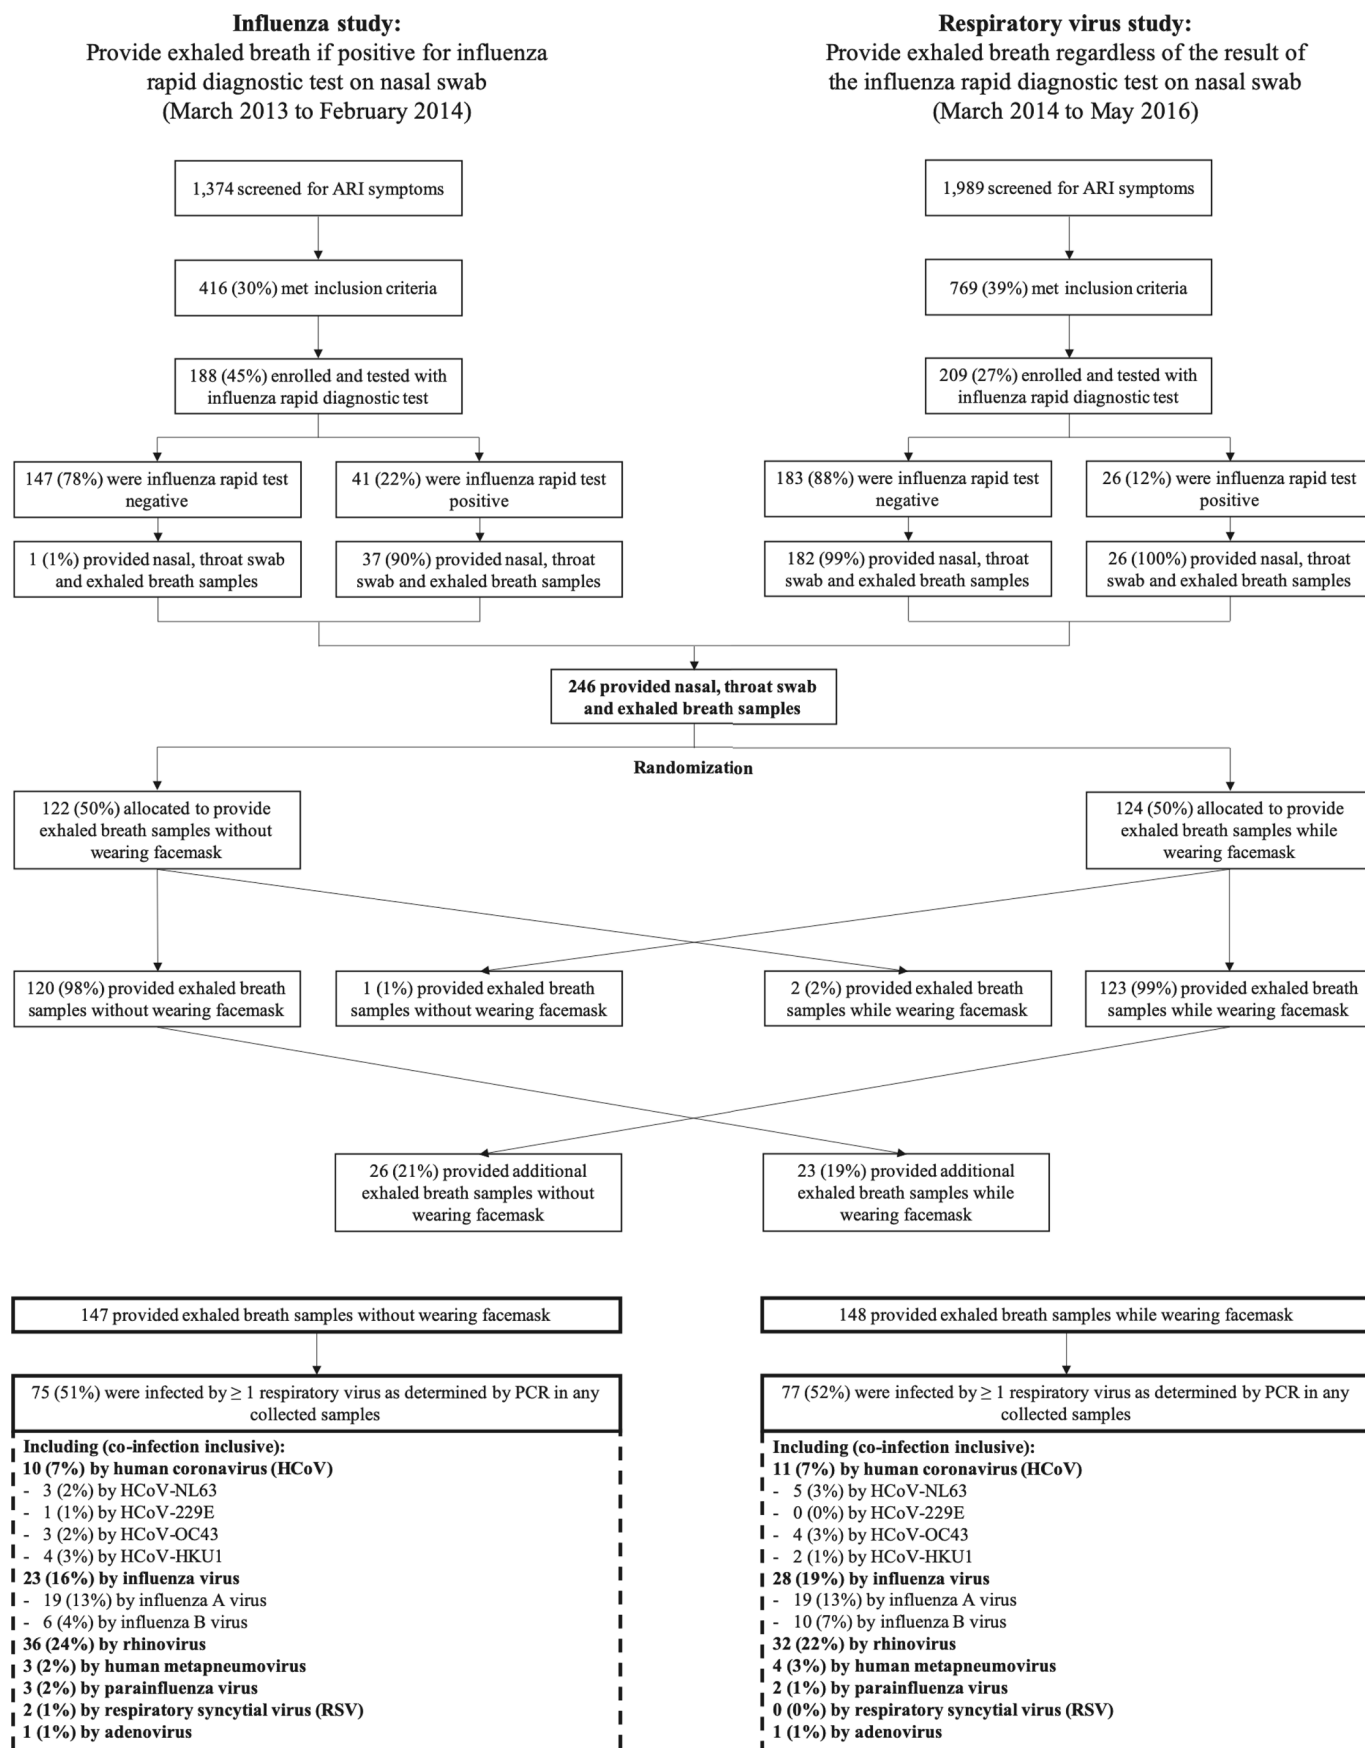 Influenza study:
Provide exhaled breath if positive for influenza
rapid diagnostic test on nasal swab
(March 2013 to February 2014)
Respiratory virus study:
Provide exhaled breath regardless of the result of
the influenza rapid diagnostic test on nasal swab
(March 2014 to May 2016)
1,374 screened for ARI symptoms
1,989 screened for ARI symptoms
416 (30%) met inclusion criteria
769 (39%) met inclusion criteria
188 (45%) enrolled and tested with
influenza rapid diagnostic test
209 (27%) enrolled and tested with
influenza rapid diagnostic test
147 (78%) were influenza rapid test
negative
41 (22%) were influenza rapid test
positive
183 (88%) were influenza rapid test
negative
26 (12%) were influenza rapid test
positive
1 (1%) provided nasal, throat swab
and exhaled breath samples
37 (90%) provided nasal, throat
swab and exhaled breath samples
182 (99%) provided nasal, throat
swab and exhaled breath samples
26 (100%) provided nasal, throat
swab and exhaled breath samples
246 provided nasal, throat swab
and exhaled breath samples
Randomization
122 (50%) allocated to provide
exhaled breath samples without
wearing facemask
124 (50%) allocated to provide
exhaled breath samples while
wearing facemask
120 (98%) provided exhaled breath
samples without wearing facemask
1 (1%) provided exhaled breath
samples without wearing facemask
2 (2%) provided exhaled breath
samples while wearing facemask
123 (99%) provided exhaled breath
samples while wearing facemask
26 (21%) provided additional
exhaled breath samples without
wearing facemask
23 (19%) provided additional
exhaled breath samples while
wearing facemask
147 provided exhaled breath samples without wearing facemask
148 provided exhaled breath samples while wearing facemask
75 (51%) were infected by ≥ 1 respiratory virus as determined by PCR in any
collected samples
77 (52%) were infected by ≥ 1 respiratory virus as determined by PCR in any
collected samples
Including (co-infection inclusive):
10 (7%) by human coronavirus (HCoV)
- 3 (2%) by HCoV-NL63
- 1 (1%) by HCoV-229E
- 3 (2%) by HCoV-OC43
- 4 (3%) by HCoV-HKU1
23 (16%) by influenza virus
- 19 (13%) by influenza A virus
- 6 (4%) by influenza B virus
36 (24%) by rhinovirus
3 (2%) by human metapneumovirus
3 (2%) by parainfluenza virus
2 (1%) by respiratory syncytial virus (RSV)
1 (1%) by adenovirus
Including (co-infection inclusive):
11 (7%) by human coronavirus (HCoV)
- 5 (3%) by HCoV-NL63
- 0 (0%) by HCoV-229E
- 4 (3%) by HCoV-OC43
- 2 (1%) by HCoV-HKU1
28 (19%) by influenza virus
- 19 (13%) by influenza A virus
- 10 (7%) by influenza B virus
32 (22%) by rhinovirus
4 (3%) by human metapneumovirus
2 (1%) by parainfluenza virus
0 (0%) by respiratory syncytial virus (RSV)
1 (1%) by adenovirus